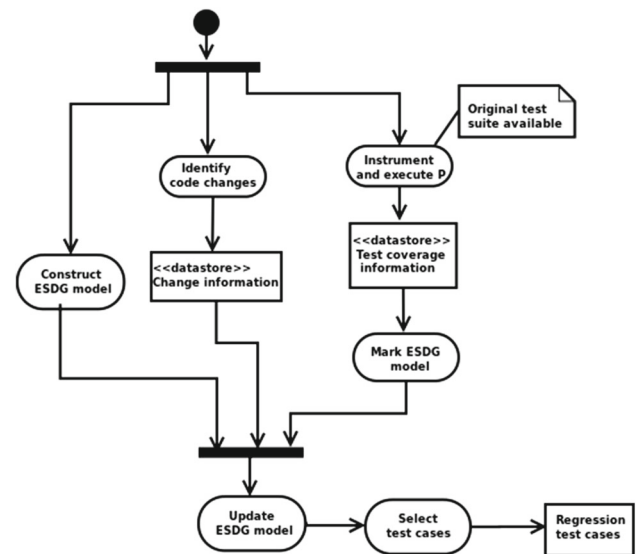 Original test
suite available
Identify
code changes
Instrument
and execute P
<<datastore>>
Change information
<<datastore>>
Test coverage
information
Construct
ESDG model
Mark ESDG
model
Update
ESDG model
Select
test cases
Regression
test cases